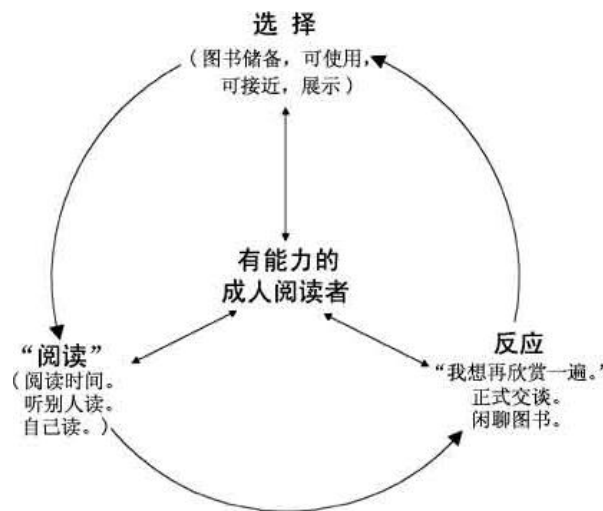 选 择
(图书储备，可使用，
可接近，展示)
有能力的
成人阅读者
“阅读”
(阅读时间。
听别人读。
自己读。)
反应
“我想再欣赏一遍。”
正式交谈。
闲聊图书。